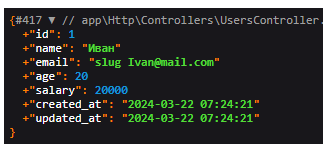 {#417 ▼ // app\Http\Controllers\UsersController.
+"id": 1
+"name": "Иван"
+"email": "slug Ivan@mail.com"
+"age": 20
+"salary": 20000
+"created_at": "2024-03-22 07:24:21"
+"updated_at": "2024-03-22 07:24:21"
}